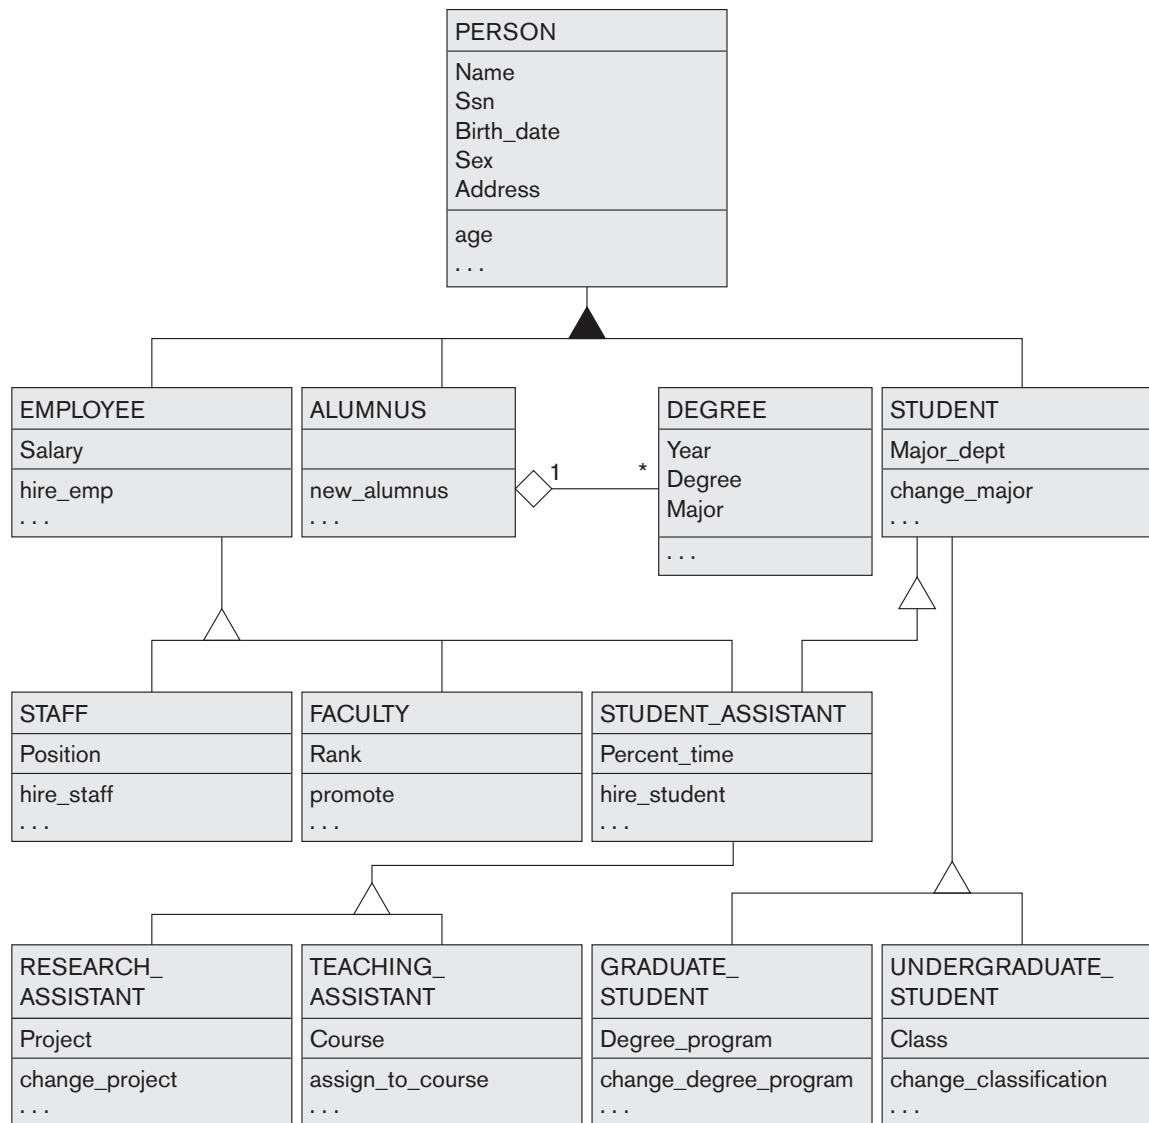 PERSON
Name
Ssn
Birth_date
Sex
Address
age
. . .
EMPLOYEE
Salary
hire_emp
. . .
ALUMNUS
new_alumnus
. . .
1
*
DEGREE
Year
Degree
Major
. . .
STUDENT
Major_dept
change_major
. . .
STAFF
Position
hire_staff
. . .
FACULTY
Rank
promote
. . .
STUDENT_ASSISTANT
Percent_time
hire_student
. . .
RESEARCH_
ASSISTANT
Project
change_project
. . .
TEACHING_
ASSISTANT
Course
assign_to_course
. . .
GRADUATE_
STUDENT
Degree_program
change_degree_program
. . .
UNDERGRADUATE_
STUDENT
Class
change_classification
. . .